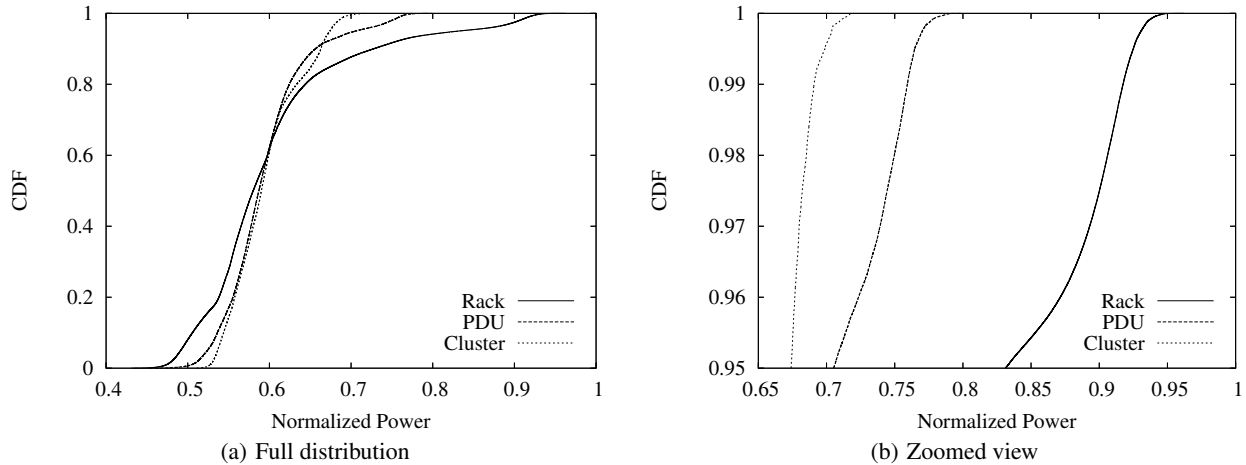 1
0.8
0.6
0.4
0.2
0
CDF
0.4 0.5 0.6 0.7 0.8 0.9 1
Normalized Power
Rack
PDU
Cluster
(a) Full distribution
1
0.99
0.98
0.97
0.96
0.95
CDF
0.65 0.7 0.75 0.8 0.85 0.9 0.95 1
Normalized Power
Rack
PDU
Cluster
(b) Zoomed view